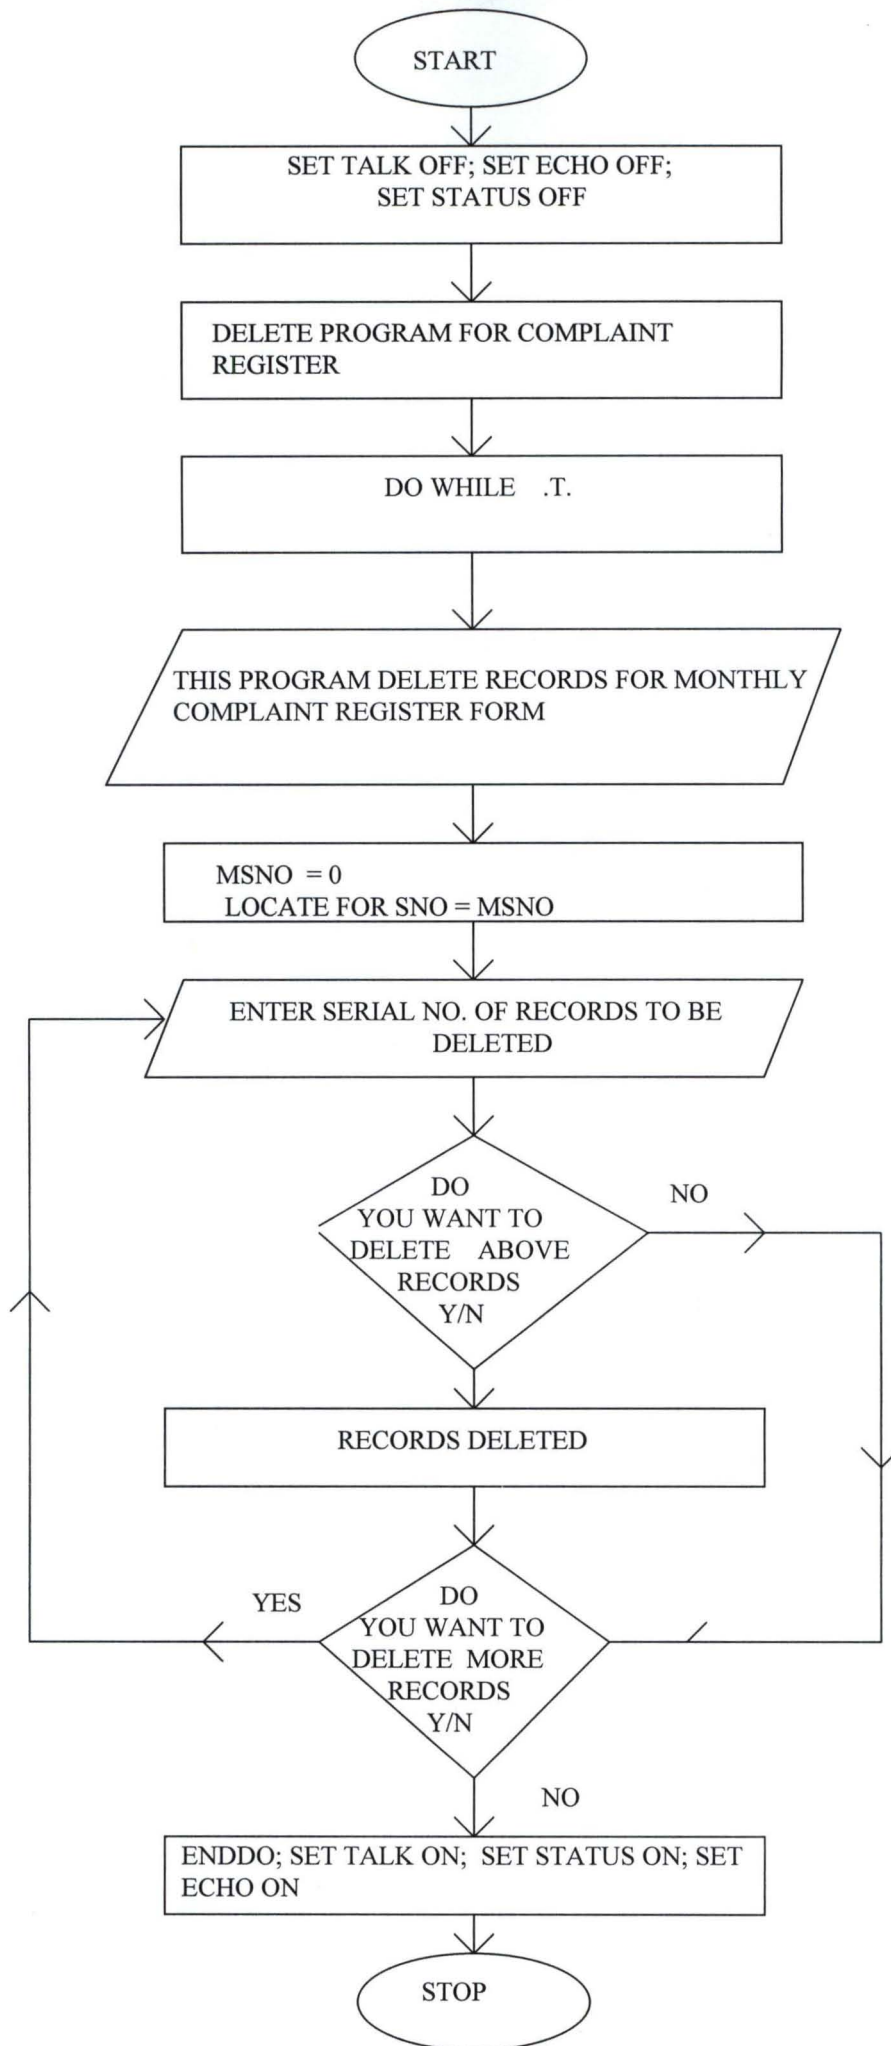 START
SET TALK OFF; SET ECHO OFF;
SET STATUS OFF
DELETE PROGRAM FOR COMPLAINT
REGISTER
DO WHILE .T.
THIS PROGRAM DELETE RECORDS FOR MONTHLY
COMPLAINT REGISTER FORM
MSNO = 0
LOCATE FOR SNO = MSNO
ENTER SERIAL NO. OF RECORDS TO BE
DELETED
DO
YOU WANT TO
DELETE ABOVE
RECORDS
Y/N
NO
RECORDS DELETED
YES
DO
YOU WANT TO
DELETE MORE
RECORDS
Y/N
NO
ENDDO; SET TALK ON; SET STATUS ON; SET
ECHO ON
STOP